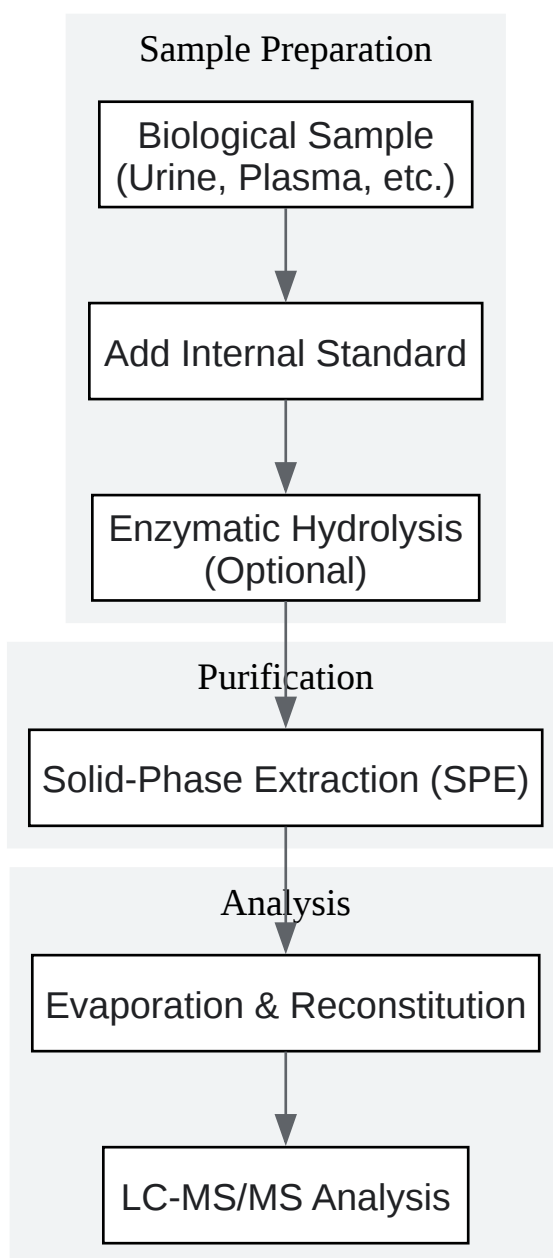 Sample Preparation
Biological Sample
(Urine, Plasma, etc.)
Add Internal Standard
Enzymatic Hydrolysis
(Optional)
Purification
Solid-Phase Extraction (SPE)
Analysis
Evaporation & Reconstitution
LC-MS/MS Analysis